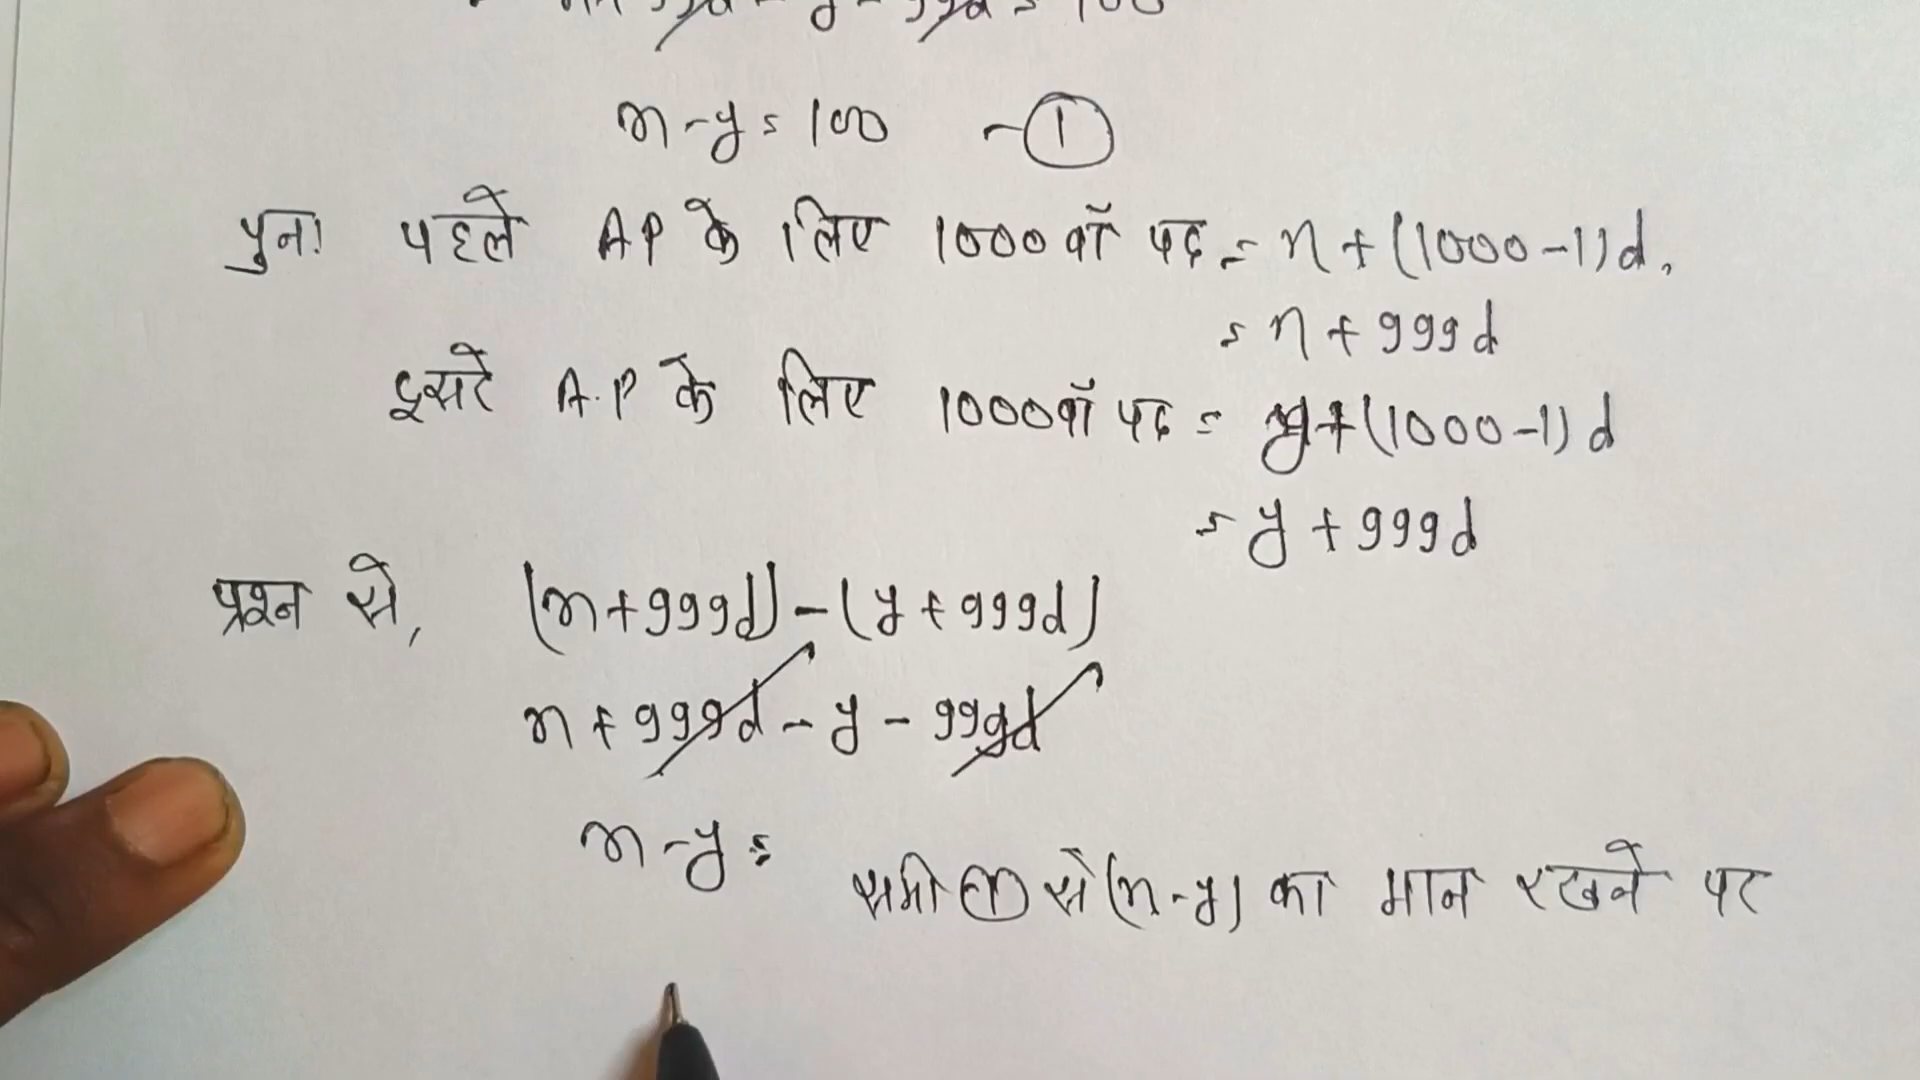 x - y = 100 - ①
पुनः पहले AP के लिए 1000 वाँ पद = x + (1000-1)d,
= x + 999d
दूसरे A.P के लिए 1000वाँ पद = y + (1000-1)d
= y + 999d
प्रश्न से, (x + 999d) - (y + 999d)
x + 999d - y - 999d
x - y =
समी ① से (x - y) का मान रखने पर